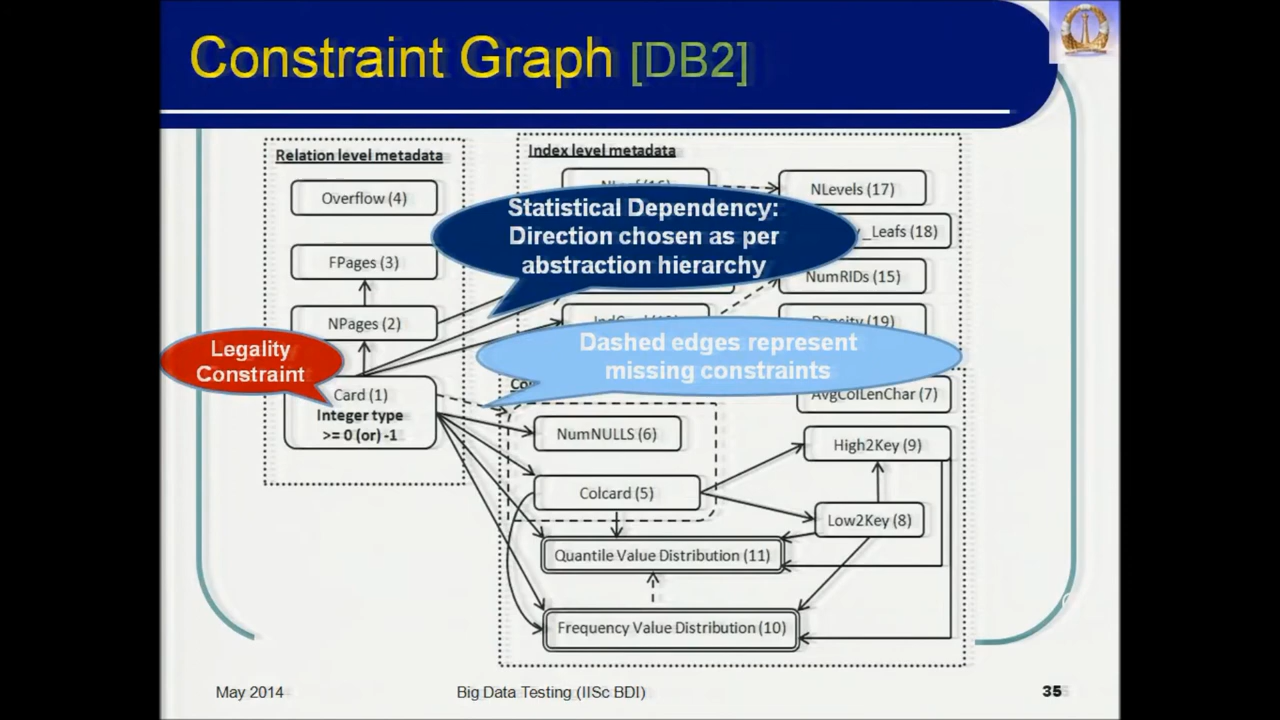 Constraint Graph [DB2]
Relation level metadata
Overflow (4)
FPages (3)
NPages (2)
Legality
Constraint
Card (1)
Integer type
>= 0 (or) -1
Index level metadata
NLevels (17)
Statistical Dependency:
Direction chosen as per
abstraction hierarchy
_Leafs (18)
NumRIDs (15)
Density (19)
Dashed edges represent
missing constraints
AvgColLenChar (7)
NumNULLS (6)
High2Key (9)
Colcard (5)
Low2Key (8)
Quantile Value Distribution (11)
Frequency Value Distribution (10)
May 2014
Big Data Testing (IISc BDI)
35